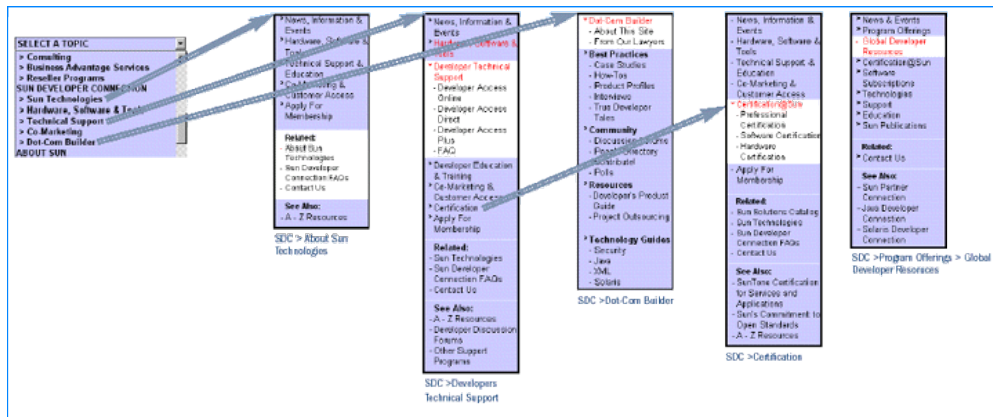 SELECT A TOPIC
> Consulting
> Business Advantage Services
> Reseller Programs
SUN DEVELOPER CONNECTION
> Sun Technologies
> Hardware, Software & Tools
> Technical Support
> Co-Marketing
> Dot-Com Builder
ABOUT SUN
News, Information &
Events
Hardware, Software &
Tools
Technical Support &
Education
Co-Marketing &
Customer Access
Apply For
Membership
Related:
- About Sun
Technologies
- Sun Developer
Connection FAQs
- Contact Us
See Also:
- A - Z Resources
SDC > About Sun
Technologies
News, Information &
Events
Hardware, Software &
Tools
Developer Technical
Support
- Developer Access
Online
- Developer Access
Direct
- Developer Access
Plus
- FAQ
Developer Education
& Training
Co-Marketing &
Customer Access
Certification
Apply For
Membership
Related:
- Sun Technologies
- Sun Developer
Connection FAQs
- Contact Us
See Also:
- A - Z Resources
- Developer Discussion
Forums
- Other Support
Programs
SDC >Developers
Technical Support
Dot-Com Builder
- About This Site
- From Our Lawyers
Best Practices
- Case Studies
- How-Tos
- Product Profiles
- Interviews
- True Developer
Tales
Community
- Discussion
- Directory
- Contribute!
- Polls
Resources
- Developer's Product
Guide
- Project Outsourcing
Technology Guides
- Security
- Java
- XML
- Solaris
SDC >Dot-Com Builder
- News, Information &
Events
- Hardware, Software &
Tools
- Technical Support &
Education
- Co-Marketing &
Customer Access
Certification@Sun
- Professional
Certification
- Software Certification
- Hardware
Certification
- Apply For
Membership
Related:
- Sun Solutions Catalog
- Sun Technologies
- Sun Developer
Connection FAQs
- Contact Us
See Also:
- SunTone Certification
for Services and
Applications
- Sun's Commitment to
Open Standards
- A - Z Resources
SDC >Certification
News & Events
Program Offerings
- Global Developer
Resources
Certification@Sun
Software
Subscriptions
Technologies
Support
Education
Sun Publications
Related:
Contact Us
See Also:
- Sun Partner
Connection
- Java Developer
Connection
- Solaris Developer
Connection
SDC >Program Offerings > Global
Developer Resources